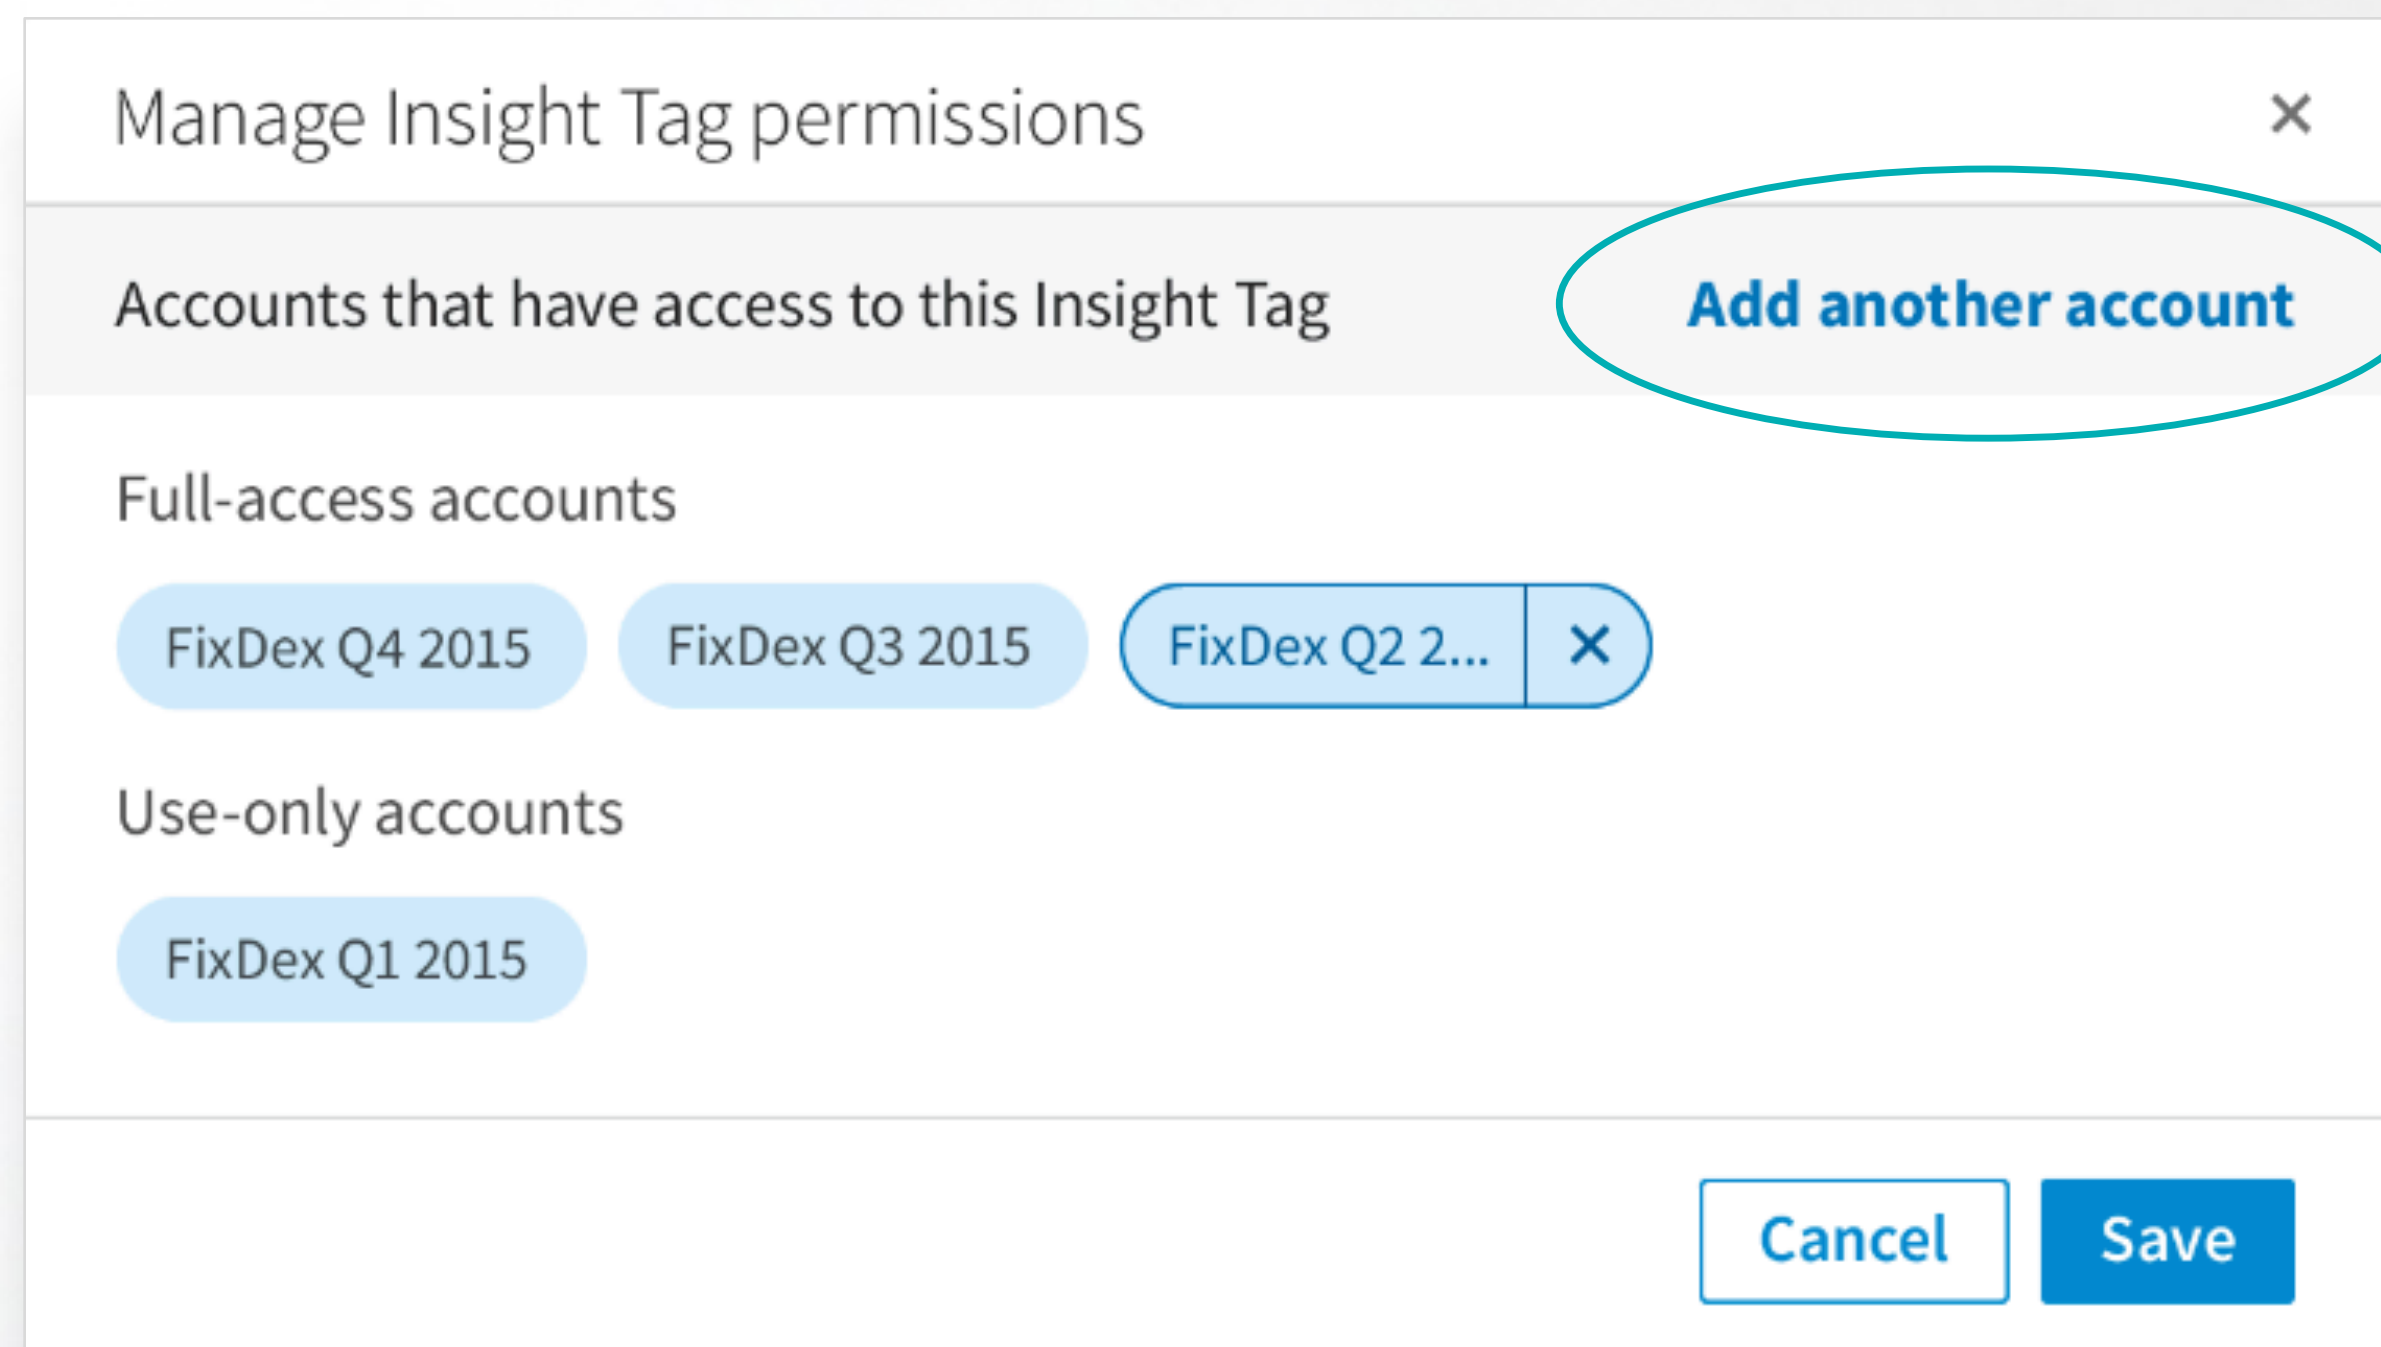 Manage Insight Tag permissions
Accounts that have access to this Insight Tag Add another account
Full-access accounts
FixDex Q4 2015 FixDex Q3 2015 FixDex Q2 2...
Use-only accounts
FixDex Q1 2015
Cancel Save